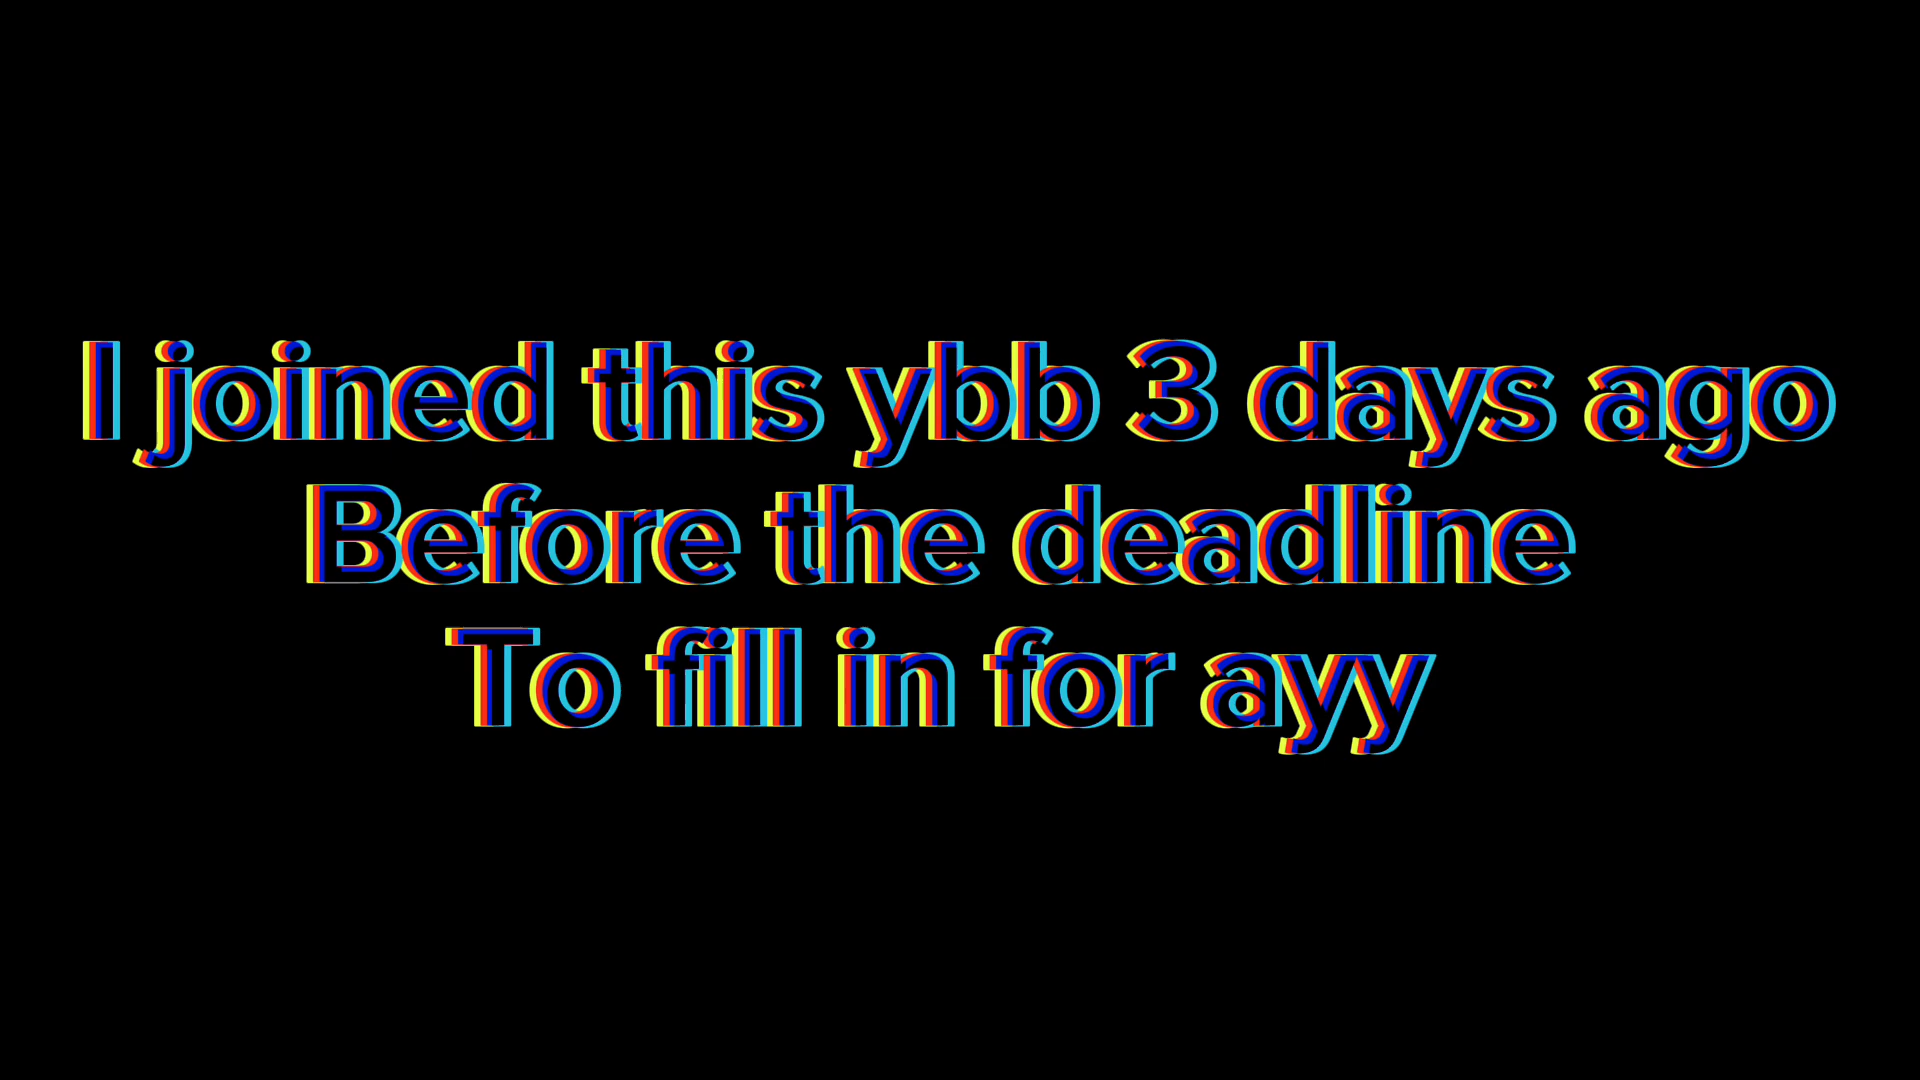 I joined this ybb 3 days ago
Before the deadline
To fill in for ayy